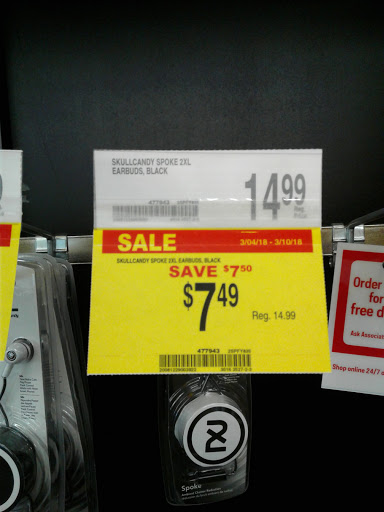 SKULLCANDY SPOKE 2XL
EARBUDS, BLACK
14.99
Reg.
Price
477943
SALE
3/04/18 - 3/10/18
SKULLCANDY SPOKE 2XL EARBUDS, BLACK
SAVE $7.50
$7.49
Reg. 14.99
477943
Order
for
free d
Ask Associat
Shop online 24/7 a
Spoke